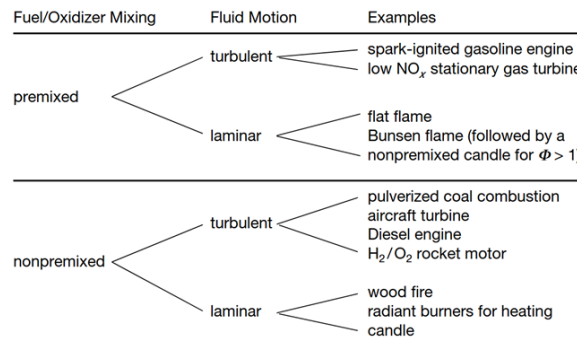 Fuel/Oxidizer Mixing Fluid Motion Examples
turbulent
spark-ignited gasoline engine
low NOx stationary gas turbine
premixed
laminar
flat flame
Bunsen flame (followed by a
nonpremixed candle for Φ > 1)
turbulent
pulverized coal combustion
aircraft turbine
Diesel engine
H2/O2 rocket motor
nonpremixed
laminar
wood fire
radiant burners for heating
candle